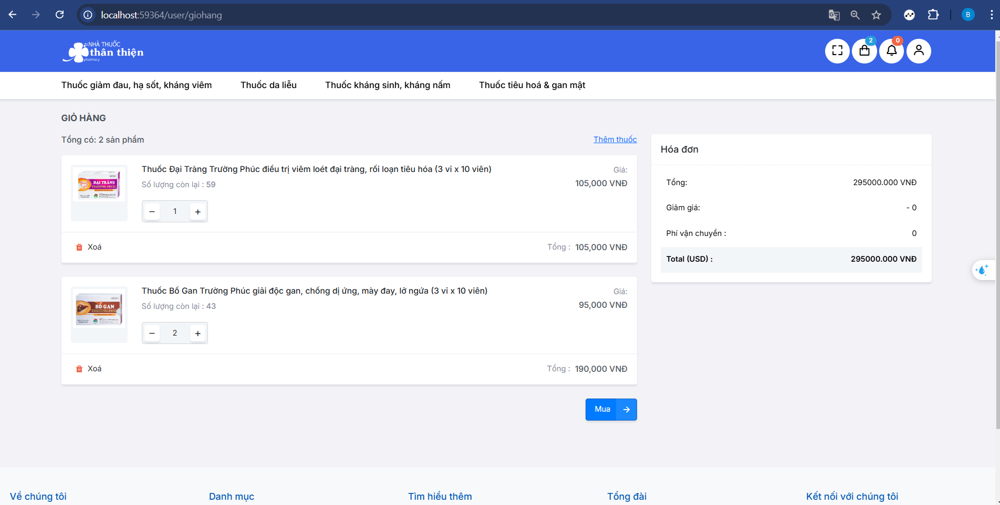 localhost:59364/user/giohang
B
NHÀ THUỐC
thân thiện
pharmacy
2
0
Thuốc giảm đau, hạ sốt, kháng viêm
Thuốc da liễu
Thuốc kháng sinh, kháng nấm
Thuốc tiêu hoá & gan mật
GIỎ HÀNG
Tổng có: 2 sản phẩm
Thêm thuốc
Thuốc Đại Tràng Trường Phúc điều trị viêm loét đại tràng, rối loạn tiêu hóa (3 vỉ x 10 viên)
Số lượng còn lại : 59
Giá:
105,000 VNĐ
ĐẠI TRÀNG
TRƯỜNG PHÚC
− 1 +
Xoá
Tổng : 105,000 VNĐ
Thuốc Bổ Gan Trường Phúc giải độc gan, chống dị ứng, mày đay, lở ngứa (3 vỉ x 10 viên)
Số lượng còn lại : 43
Giá:
95,000 VNĐ
BỔ GAN
TRƯỜNG PHÚC
− 2 +
Xoá
Tổng : 190,000 VNĐ
Mua
Hóa đơn
Tổng: 295000.000 VNĐ
Giảm giá: - 0
Phí vận chuyển : 0
Total (USD) : 295000.000 VNĐ
Về chúng tôi
Danh mục
Tìm hiểu thêm
Tổng đài
Kết nối với chúng tôi